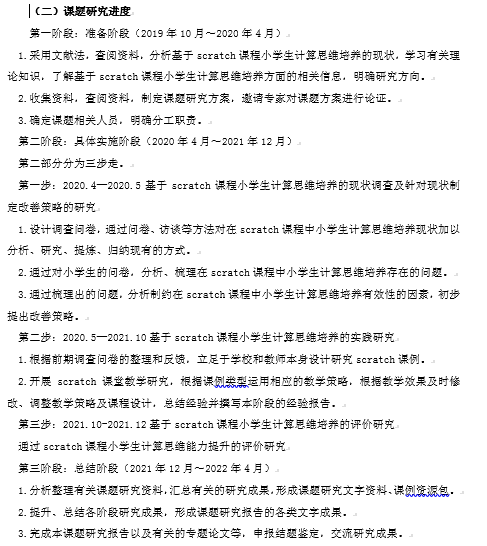 （二）课题研究进度
第一阶段：准备阶段（2019 年 10 月～2020 年 4 月）
1.采用文献法，查阅资料，分析基于 scratch 课程小学生计算思维培养的现状，学习有关理
论知识，了解基于 scratch 课程小学生计算思维培养方面的相关信息，明确研究方向。
2.收集资料，查阅资料，制定课题研究方案，邀请专家对课题方案进行论证。
3.确定课题相关人员，明确分工职责。
第二阶段：具体实施阶段（2020 年 4 月～2021 年 12 月）
第二部分分为三步走。
第一步：2020.4—2020.5 基于 scratch 课程小学生计算思维培养的现状调查及针对现状制
定改善策略的研究
1.设计调查问卷，通过问卷、访谈等方法对在 scratch 课程中小学生计算思维培养现状加以
分析、研究、提炼、归纳现有的方式。
2.通过对小学生的问卷，分析、梳理在 scratch 课程中小学生计算思维培养存在的问题。
3.通过梳理出的问题，分析制约在 scratch 课程中小学生计算思维培养有效性的因素，初步
提出改善策略。
第二步：2020.5—2021.10 基于 scratch 课程小学生计算思维培养的实践研究
1.根据前期调查问卷的整理和反馈，立足于学校和教师本身设计研究 scratch 课例。
2.开展 scratch 课堂教学研究，根据课例类型运用相应的教学策略，根据教学效果及时修
改、调整教学策略及课程设计，总结经验并撰写本阶段的经验报告。
第三步：2021.10-2021.12 基于 scratch 课程小学生计算思维培养的评价研究
通过 scratch 课程小学生计算思维能力提升的评价研究
第三阶段：总结阶段（2021 年 12 月～2022 年 4 月）
1.分析整理有关课题研究资料，汇总有关的研究成果，形成课题研究文字资料、课例资源包。
2.提升、总结各阶段研究成果，形成课题研究报告的各类文字成果。
3.完成本课题研究报告以及有关的专题论文等，申报结题鉴定，交流研究成果。